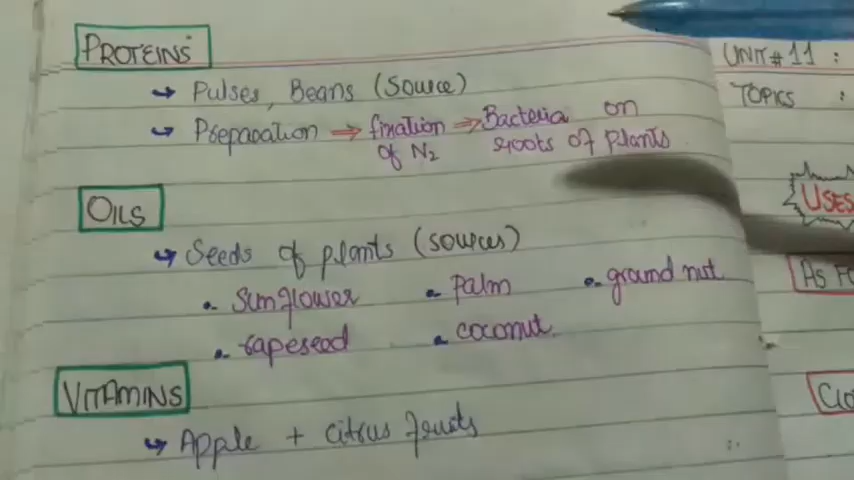 PROTEINS
→ Pulses, Beans (Source)
→ Preparation ⇒ fixation ⇒ Bacteria on
of N₂ roots of plants
OILS
→ Seeds of plants (sources)
• Sunflower • palm • ground nut
• rapeseed • coconut
VITAMINS
→ Apple + citrus fruits
UNIT # 11 :
TOPICS :
USES
AS